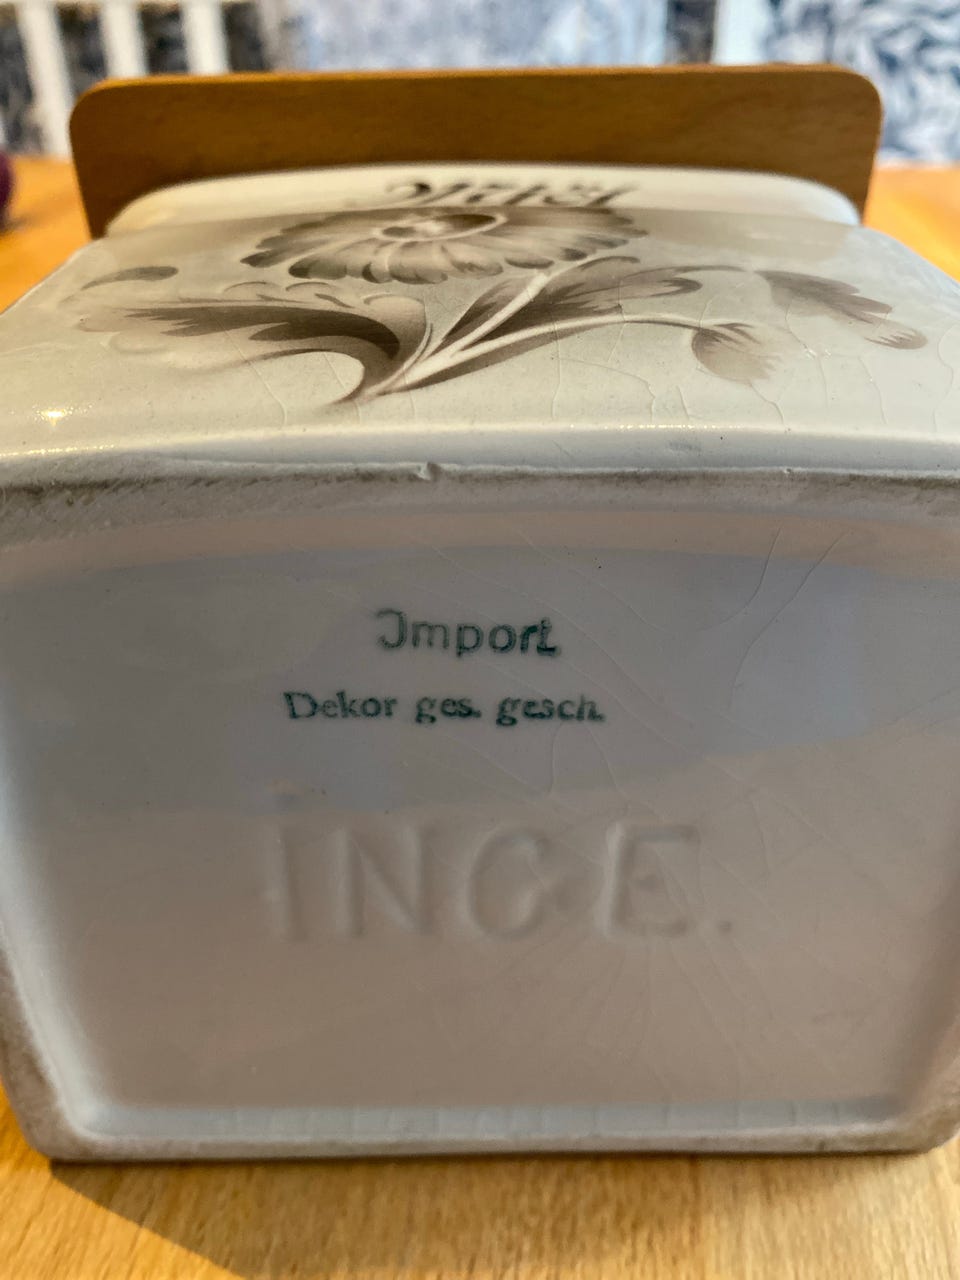 Import
Dekor ges. gesch.
INGE.